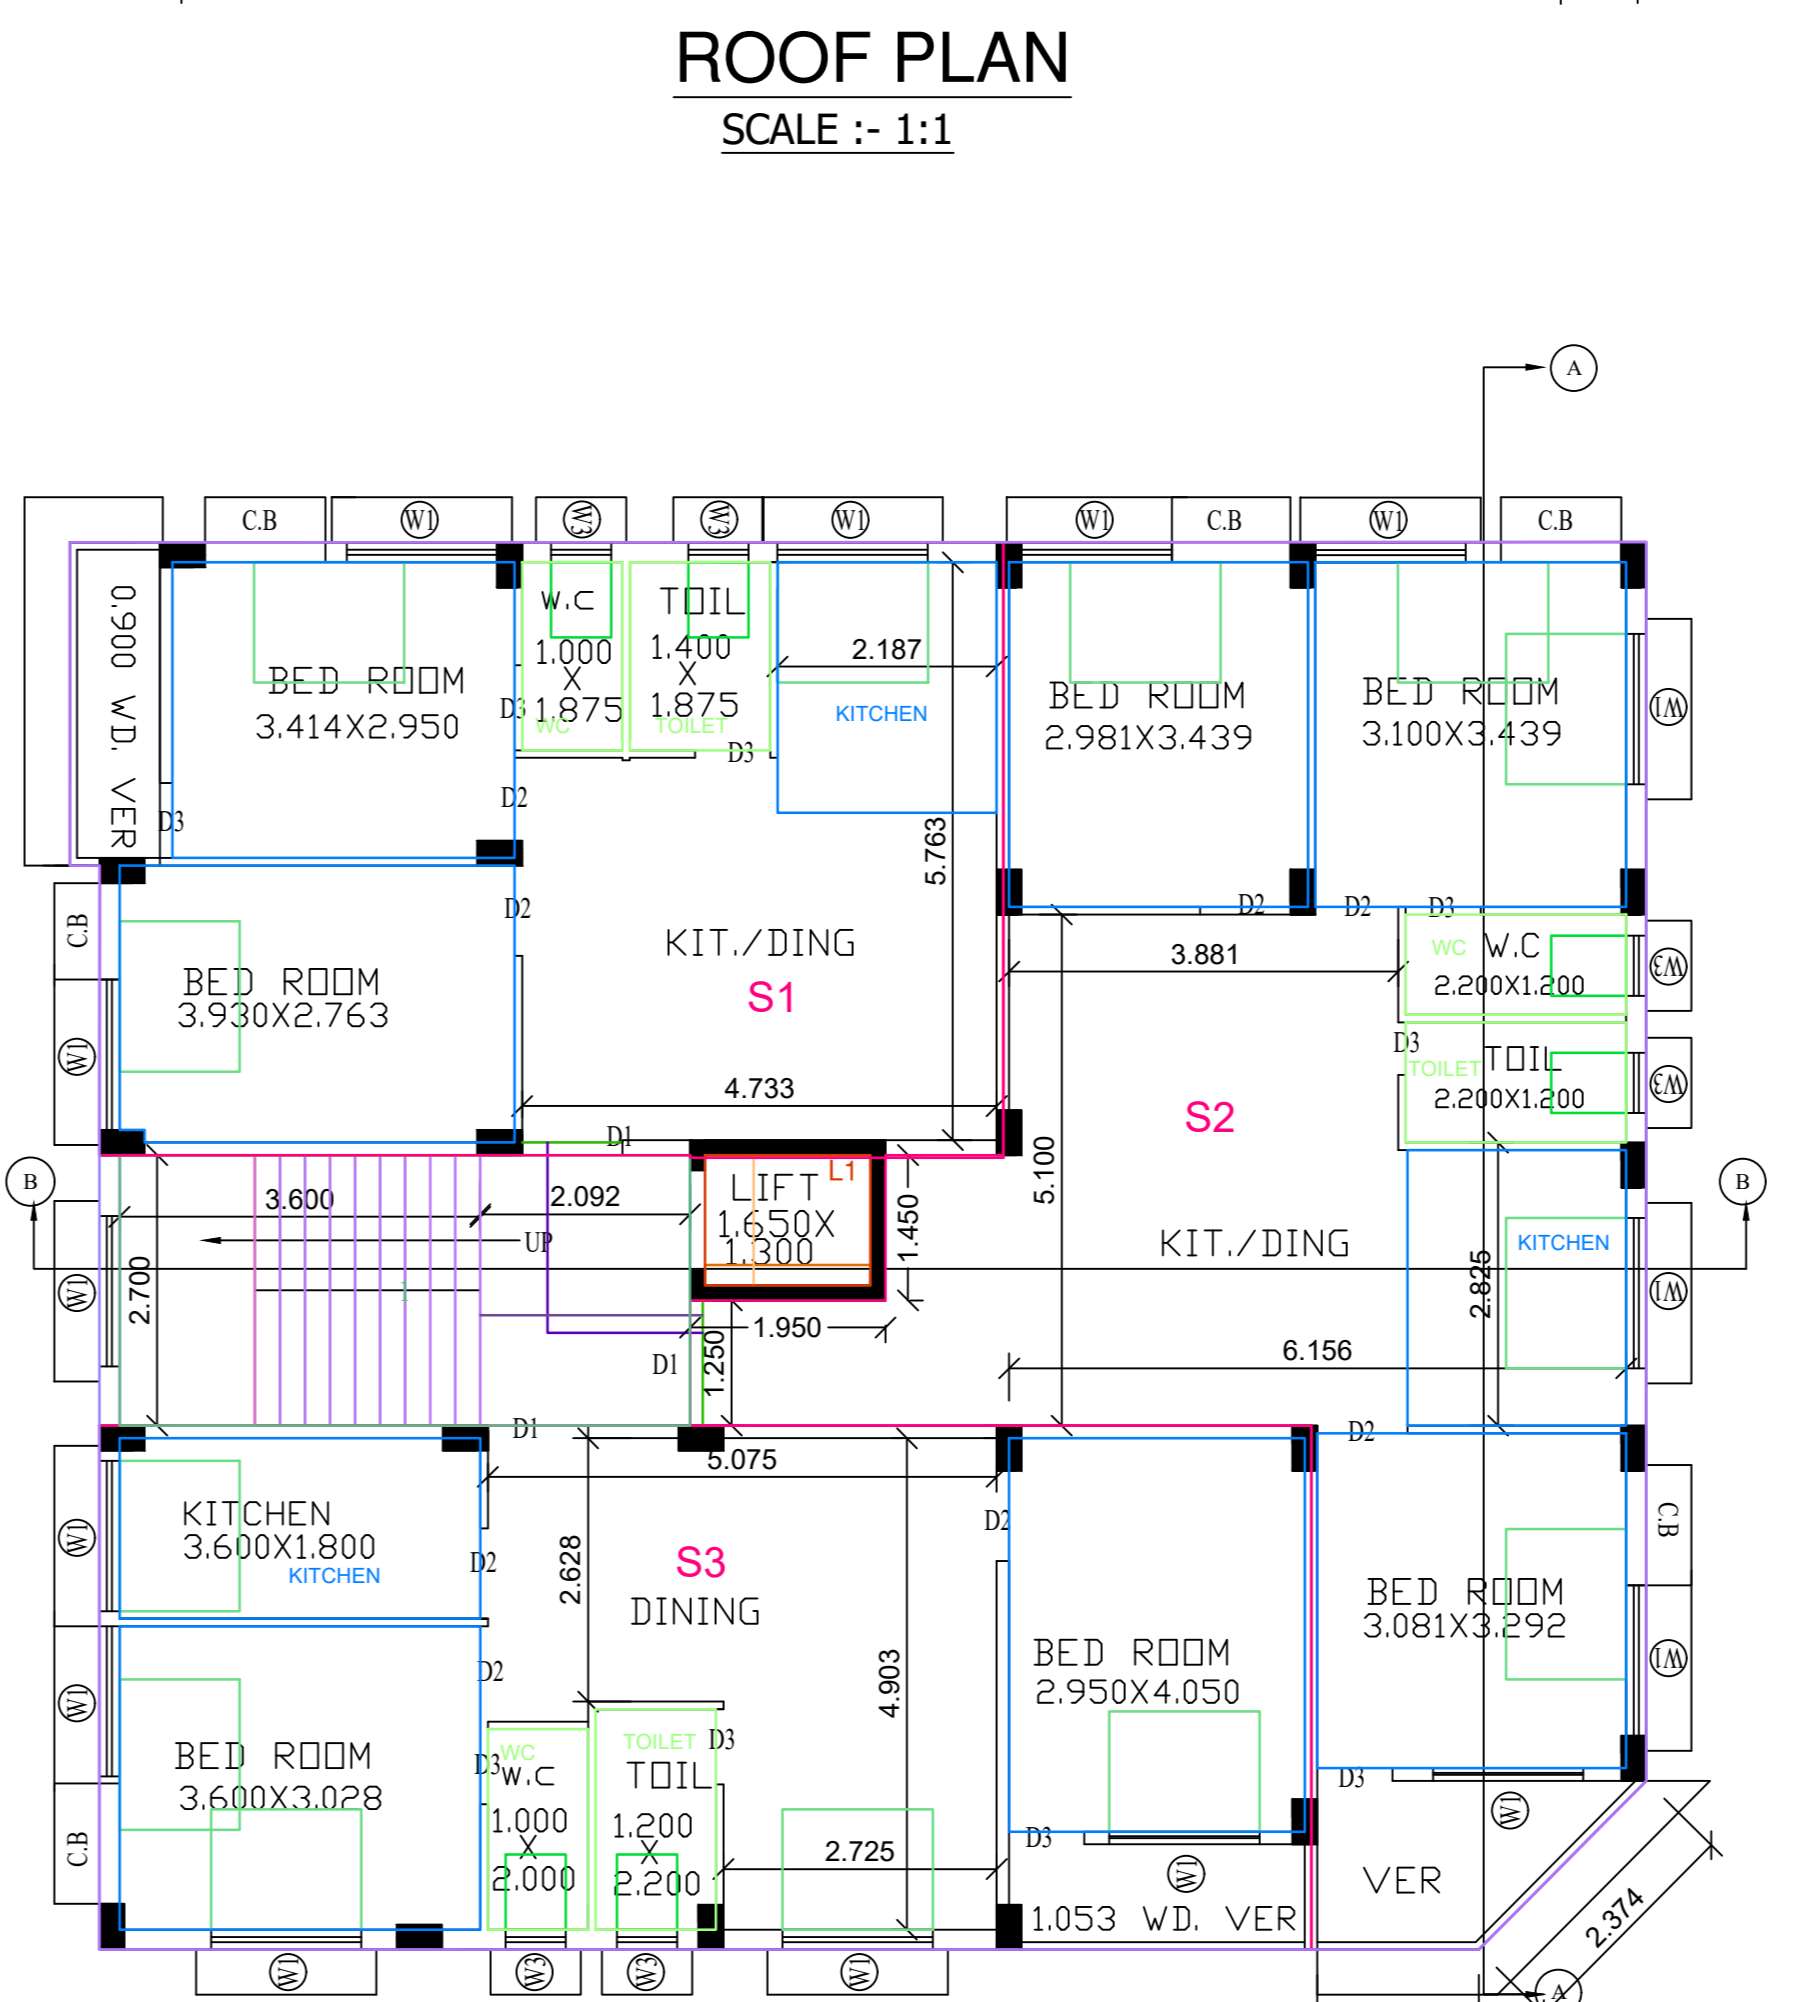 ROOF PLAN
SCALE :- 1:1
A
C.B
W1
W3
W3
W1
W1
C.B
W1
C.B
0.900 WD. VER
BED ROOM
3.414X2.950
D3
D3
D2
W.C
1.000
X
1.875
WC
TOIL
1.400
X
1.875
TOILET
D3
2.187
KITCHEN
5.763
BED ROOM
2.981X3.439
BED ROOM
3.100X3.439
W1
C.B
W1
BED ROOM
3.930X2.763
D2
KIT./DING
S1
4.733
D1
D2
D2
D3
3.881
WC
W.C
2.200X1.200
W3
D3
TOILET
TOIL
2.200X1.200
W3
S2
5.100
KIT./DING
B
W1
2.700
3.600
2.092
UP
1
LIFT
L1
1.650X
1.300
1.450
1.950
1.250
D1
KITCHEN
2.825
6.156
W1
B
D1
5.075
D2
W1
KITCHEN
3.600X1.800
KITCHEN
D2
2.628
S3
DINING
4.903
D2
BED ROOM
2.950X4.050
BED ROOM
3.081X3.292
C.B
W1
W1
D2
BED ROOM
3.600X3.028
C.B
D3
WC
W.C
1.000
X
2.000
TOILET
TOIL
1.200
X
2.200
D3
2.725
D3
W1
1.053 WD. VER
D3
W1
VER
2.374
W1
W3
W3
W1
A